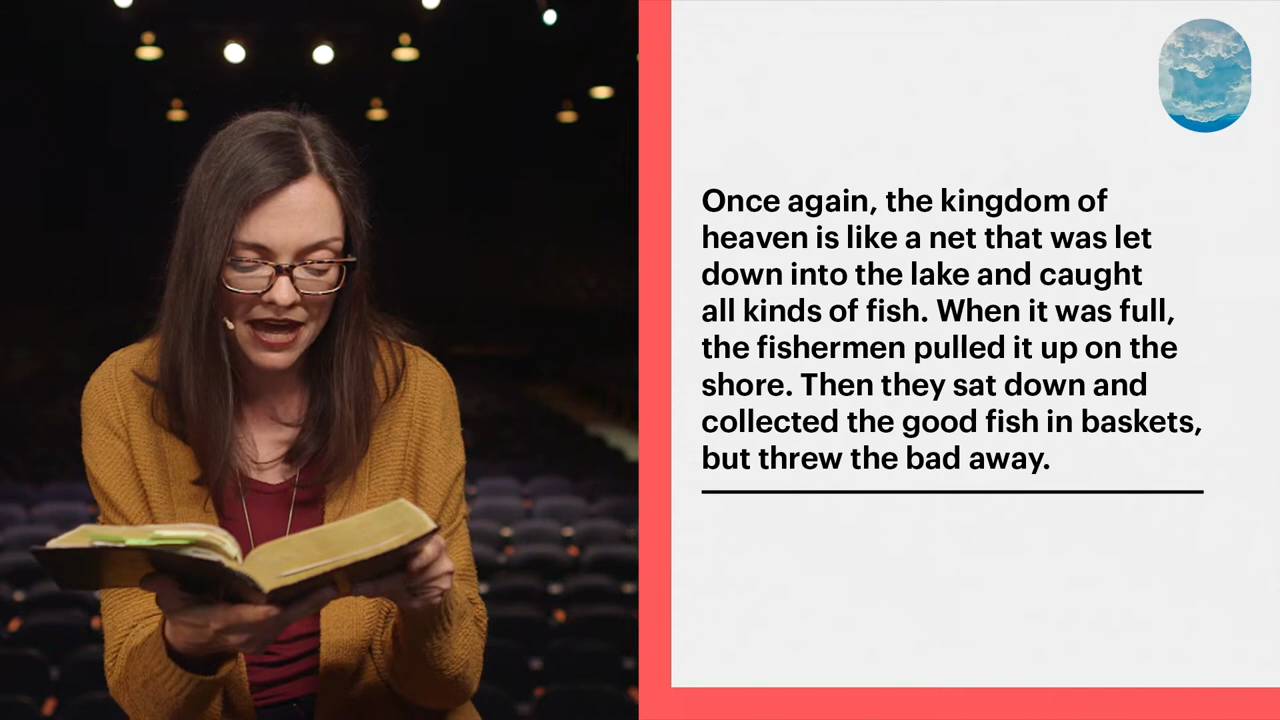 Once again, the kingdom of
heaven is like a net that was let
down into the lake and caught
all kinds of fish. When it was full,
the fishermen pulled it up on the
shore. Then they sat down and
collected the good fish in baskets,
but threw the bad away.